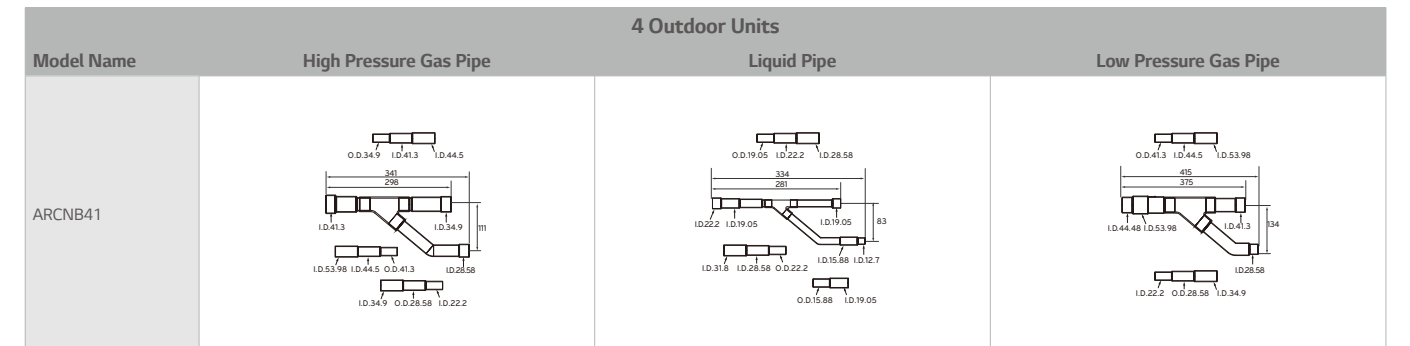 4 Outdoor Units
Model Name High Pressure Gas Pipe Liquid Pipe Low Pressure Gas Pipe
ARCNB41
O.D.34.9 I.D.41.3 I.D.44.5
341
298
I.D.41.3 I.D.34.9 111
I.D.53.98 I.D.44.5 O.D.41.3 I.D.28.58
I.D.34.9 O.D.28.58 I.D.22.2
O.D.19.05 I.D.22.2 I.D.28.58
334
281
I.D.22.2 I.D.19.05 I.D.19.05 83
I.D.15.88 I.D.12.7
I.D.31.8 I.D.28.58 O.D.22.2
O.D.15.88 I.D.19.05
O.D.41.3 I.D.44.5 I.D.53.98
415
375
I.D.44.48 I.D.53.98 I.D.41.3 134
I.D.28.58
I.D.22.2 O.D.28.58 I.D.34.9